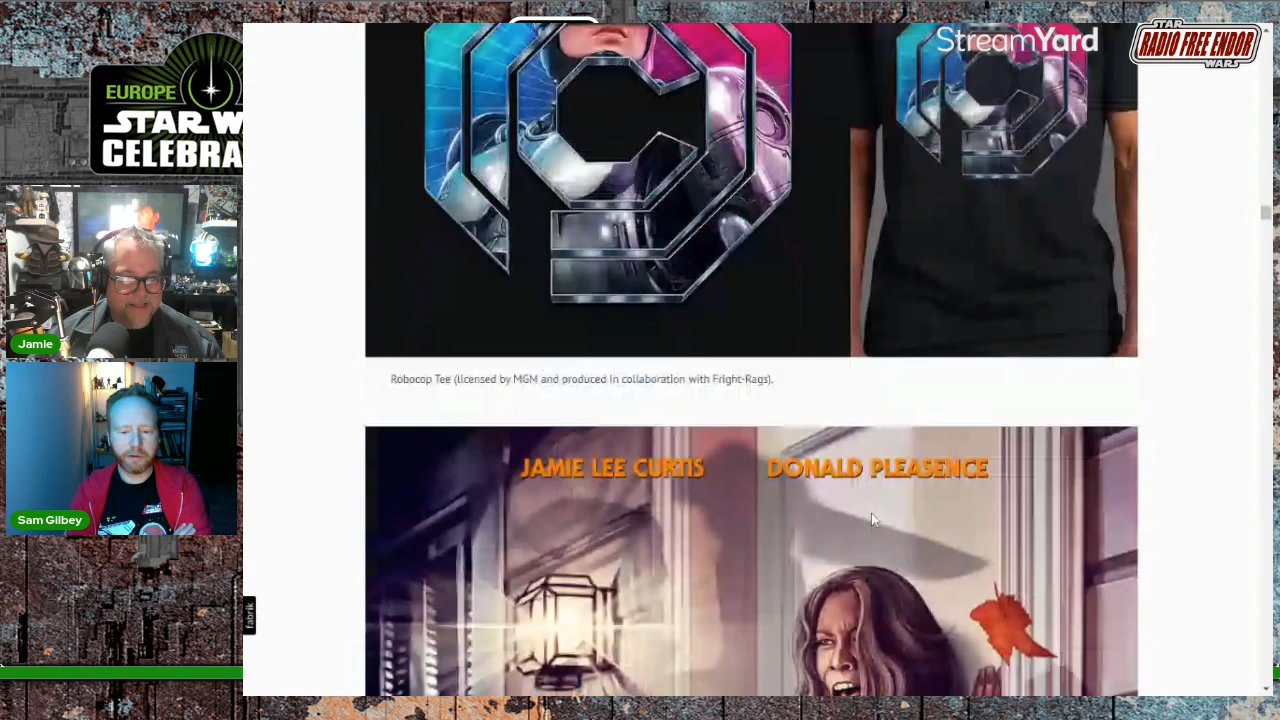 StreamYard
STAR
RADIO FREE ENDOR
WARS
EUROPE
STAR W
CELEBRA
Jamie
Sam Gilbey
Robocop Tee (licensed by MGM and produced in collaboration with Fright-Rags).
JAMIE LEE CURTIS
DONALD PLEASENCE
fabrik